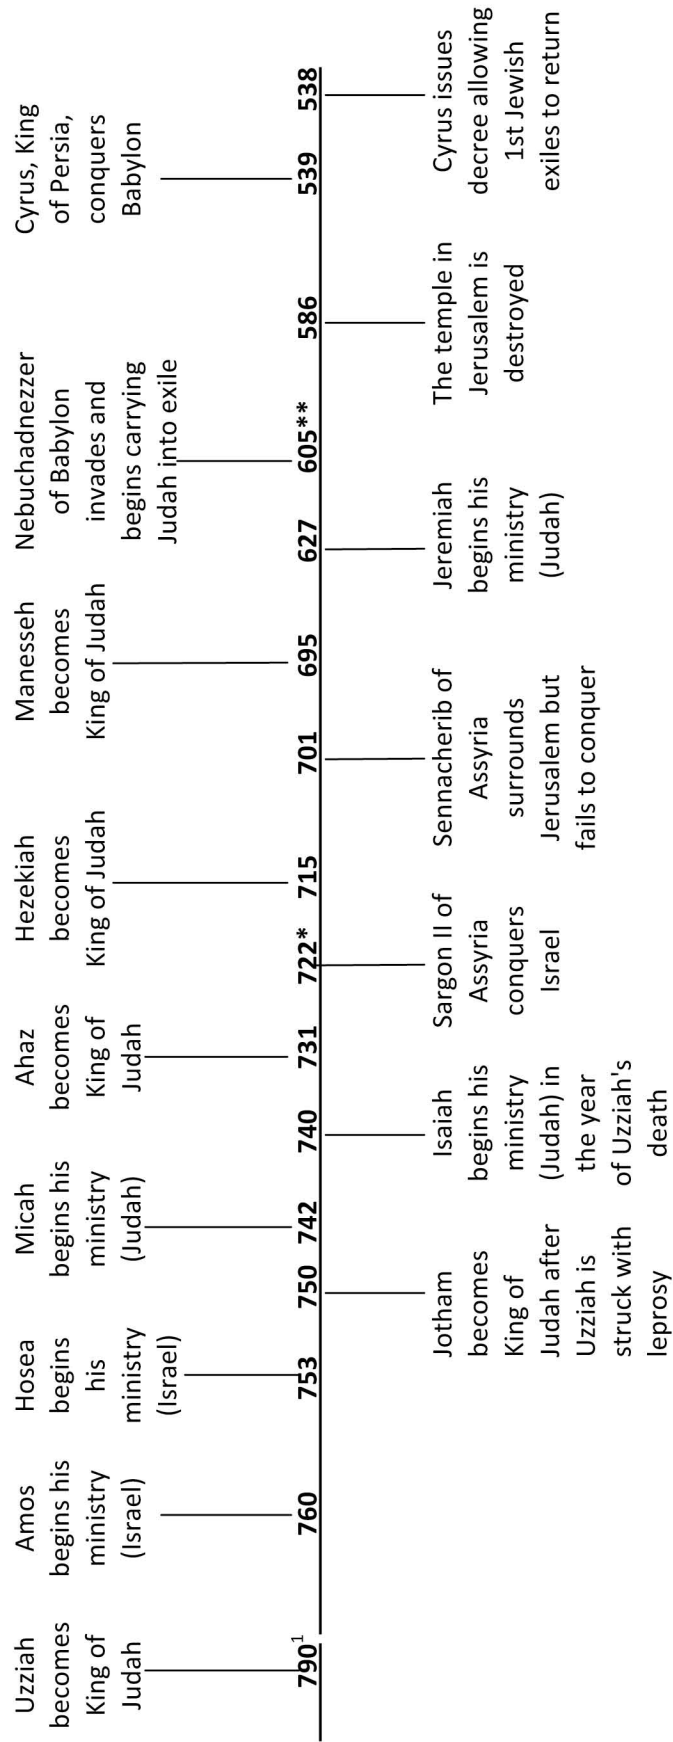 Uzziah
becomes
King of
Judah
Amos
begins his
ministry
(Israel)
Hosea
begins
his
ministry
(Israel)
Micah
begins his
ministry
(Judah)
Ahaz
becomes
King of
Judah
Hezekiah
becomes
King of Judah
Manesseh
becomes
King of Judah
Nebuchadnezzer
of Babylon
invades and
begins carrying
Judah into exile
Cyrus, King
of Persia,
conquers
Babylon
790¹ 760 753 750 742 740 731 722* 715 701 695 627 605** 586 539 538
Jotham
becomes
King of
Judah after
Uzziah is
struck with
leprosy
Isaiah
begins his
ministry
(Judah) in
the year
of Uzziah's
death
Sargon II of
Assyria
conquers
Israel
Sennacherib of
Assyria
surrounds
Jerusalem but
fails to conquer
Jeremiah
begins his
ministry
(Judah)
The temple in
Jerusalem is
destroyed
Cyrus issues
decree allowing
1st Jewish
exiles to return